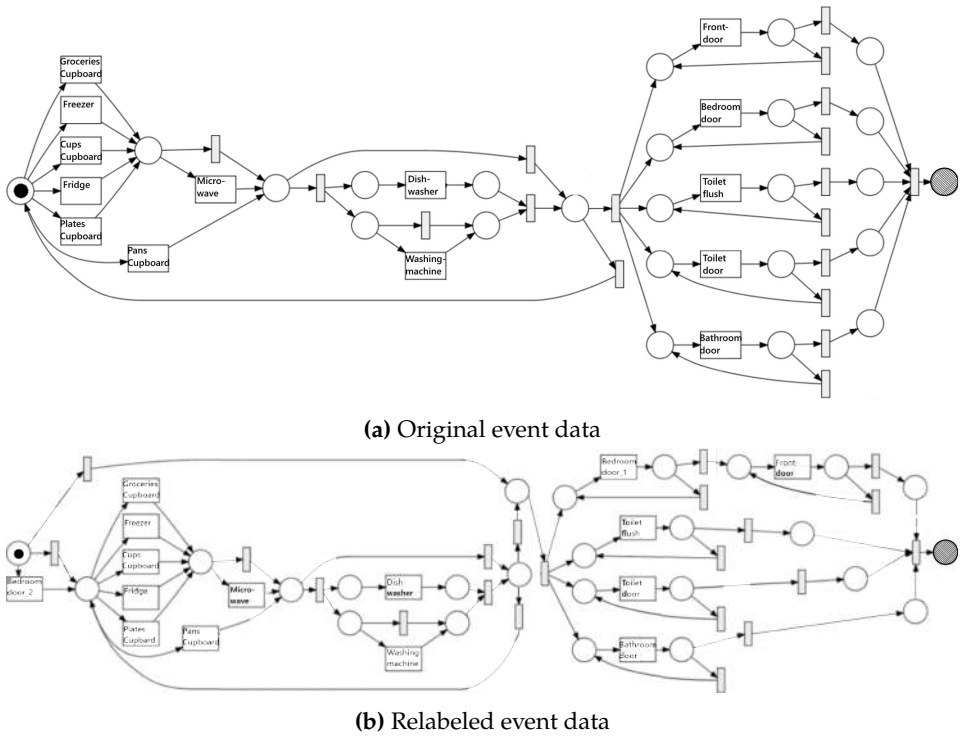 Groceries
Cupboard
Freezer
Cups
Cupboard
Fridge
Plates
Cupboard
Pans
Cupboard
Micro-
wave
Dish-
washer
Washing-
machine
Front-
door
Bedroom
door
Toilet
flush
Toilet
door
Bathroom
door
(a) Original event data
Bedroom
door_2
Groceries
Cupboard
Freezer
Cups
Cupboard
Fridge
Plates
Cupbard
Pans
Cupboard
Micro-
wave
Dish
washer
Washing
machine
Bedroom
door_1
Front-
door
Toilet
flush
Toilet
door
Bathroom
door
(b) Relabeled event data